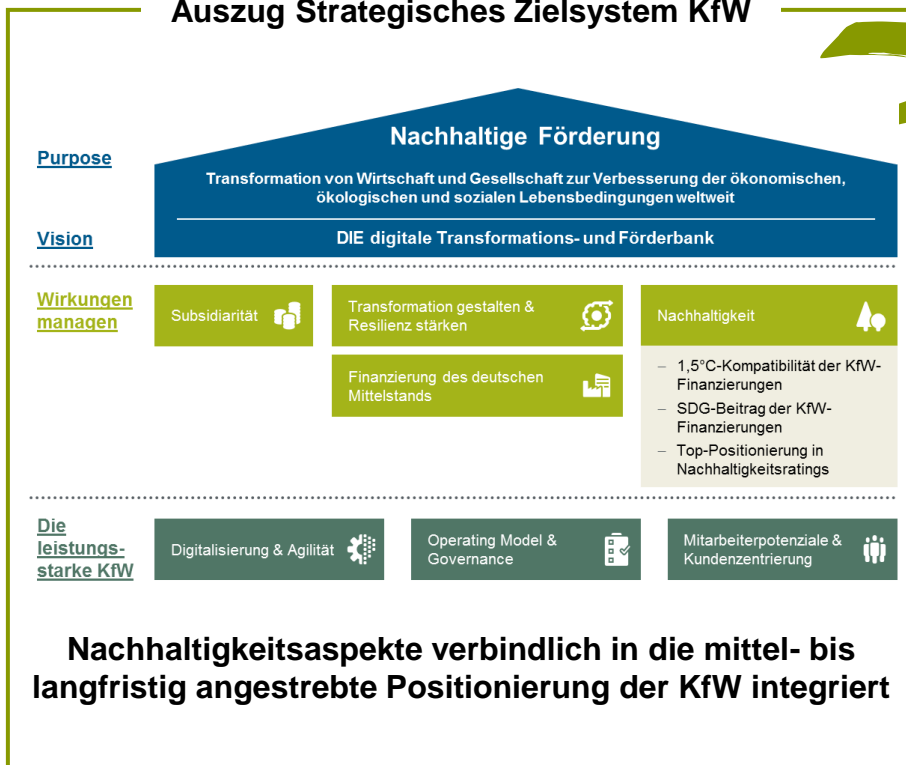 Auszug Strategisches Zielsystem KfW
Purpose
Nachhaltige Förderung
Transformation von Wirtschaft und Gesellschaft zur Verbesserung der ökonomischen,
ökologischen und sozialen Lebensbedingungen weltweit
Vision
DIE digitale Transformations- und Förderbank
Wirkungen
managen
Subsidiarität
Transformation gestalten &
Resilienz stärken
Finanzierung des deutschen
Mittelstands
Nachhaltigkeit
– 1,5°C-Kompatibilität der KfW-
Finanzierungen
– SDG-Beitrag der KfW-
Finanzierungen
– Top-Positionierung in
Nachhaltigkeitsratings
Die
leistungs-
starke KfW
Digitalisierung & Agilität
Operating Model &
Governance
Mitarbeiterpotenziale &
Kundenzentrierung
Nachhaltigkeitsaspekte verbindlich in die mittel- bis
langfristig angestrebte Positionierung der KfW integriert